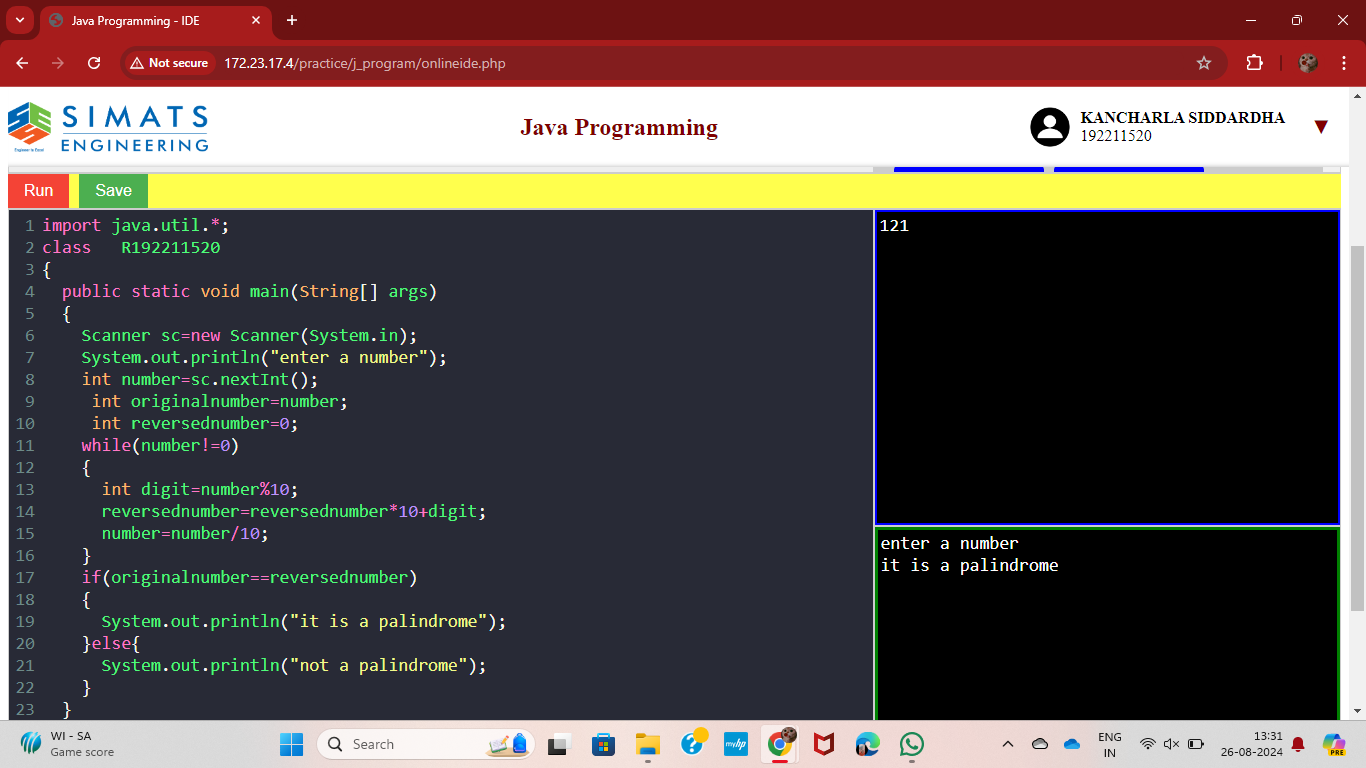 Java Programming - IDE
Not secure 172.23.17.4/practice/j_program/onlineide.php
SIMATS
ENGINEERING
Engineer to Excel
Java Programming
KANCHARLA SIDDARDHA
192211520
Run Save
1 import java.util.*;
2 class   R192211520
3 {
4   public static void main(String[] args)
5   {
6     Scanner sc=new Scanner(System.in);
7     System.out.println("enter a number");
8     int number=sc.nextInt();
9      int originalnumber=number;
10      int reversednumber=0;
11     while(number!=0)
12     {
13       int digit=number%10;
14       reversednumber=reversednumber*10+digit;
15       number=number/10;
16     }
17     if(originalnumber==reversednumber)
18     {
19       System.out.println("it is a palindrome");
20     }else{
21       System.out.println("not a palindrome");
22     }
23   }
121
enter a number
it is a palindrome
WI - SA
Game score
Search
myhp
ENG
IN
13:31
26-08-2024
PRE